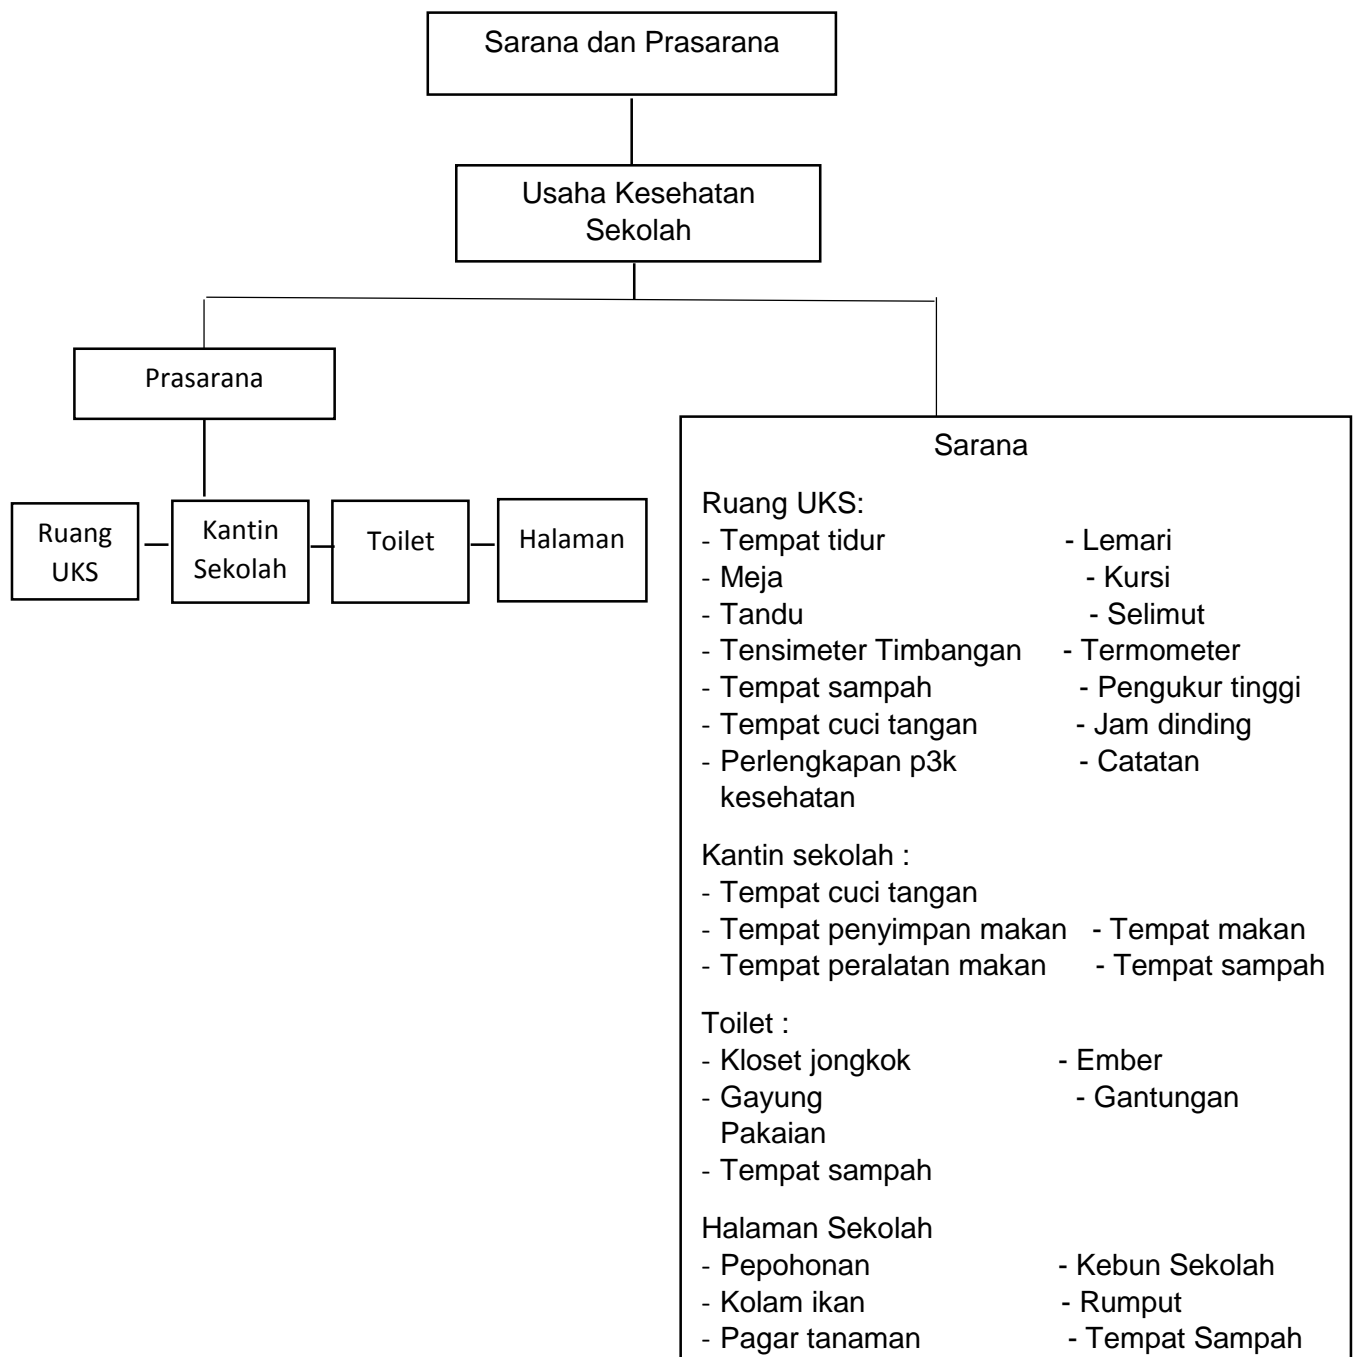 Sarana dan Prasarana
Usaha Kesehatan
Sekolah
Prasarana
Ruang
UKS
Kantin
Sekolah
Toilet
Halaman
Sarana
Ruang UKS:
- Tempat tidur - Lemari
- Meja - Kursi
- Tandu - Selimut
- Tensimeter Timbangan - Termometer
- Tempat sampah - Pengukur tinggi
- Tempat cuci tangan - Jam dinding
- Perlengkapan p3k - Catatan
kesehatan
Kantin sekolah :
- Tempat cuci tangan
- Tempat penyimpan makan - Tempat makan
- Tempat peralatan makan - Tempat sampah
Toilet :
- Kloset jongkok - Ember
- Gayung - Gantungan
Pakaian
- Tempat sampah
Halaman Sekolah
- Pepohonan - Kebun Sekolah
- Kolam ikan - Rumput
- Pagar tanaman - Tempat Sampah